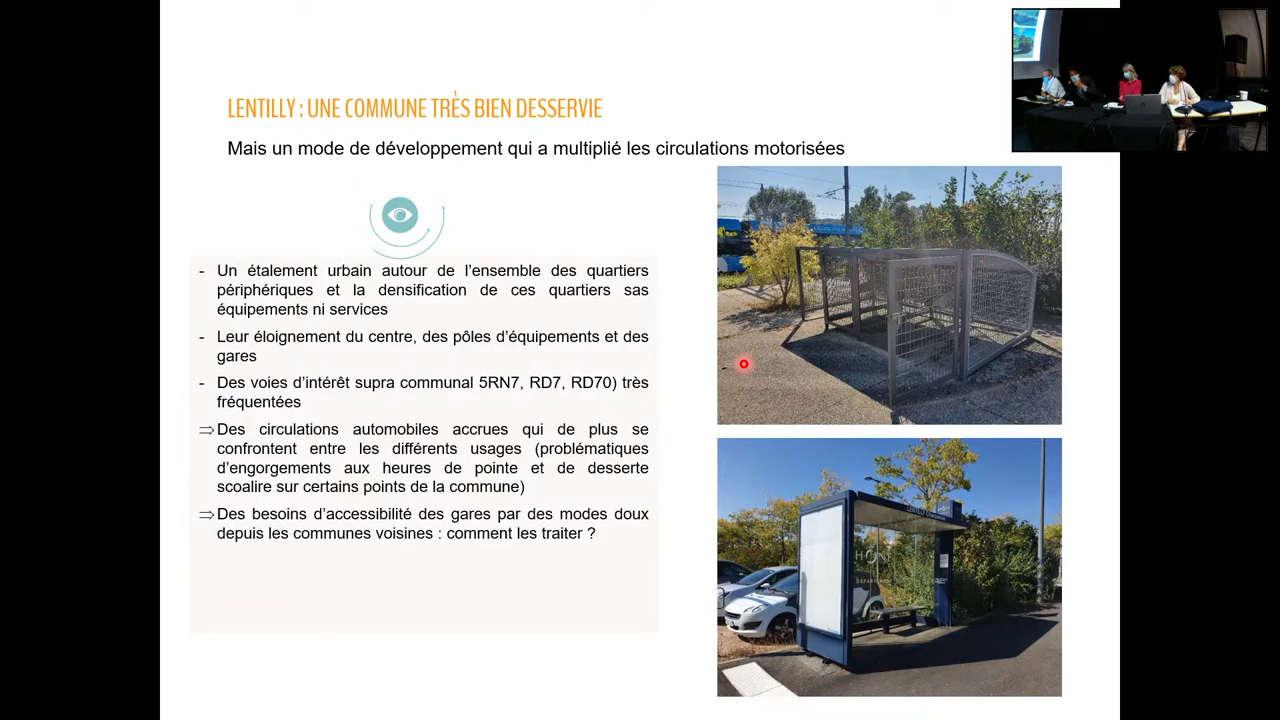 LENTILLY : UNE COMMUNE TRÈS BIEN DESSERVIE
Mais un mode de développement qui a multiplié les circulations motorisées
- Un étalement urbain autour de l’ensemble des quartiers
périphériques et la densification de ces quartiers sas
équipements ni services
- Leur éloignement du centre, des pôles d’équipements et des
gares
- Des voies d’intérêt supra communal 5RN7, RD7, RD70) très
fréquentées
⇒ Des circulations automobiles accrues qui de plus se
confrontent entre les différents usages (problématiques
d’engorgements aux heures de pointe et de desserte
scoalire sur certains points de la commune)
⇒ Des besoins d’accessibilité des gares par des modes doux
depuis les communes voisines : comment les traiter ?
LENTILLY